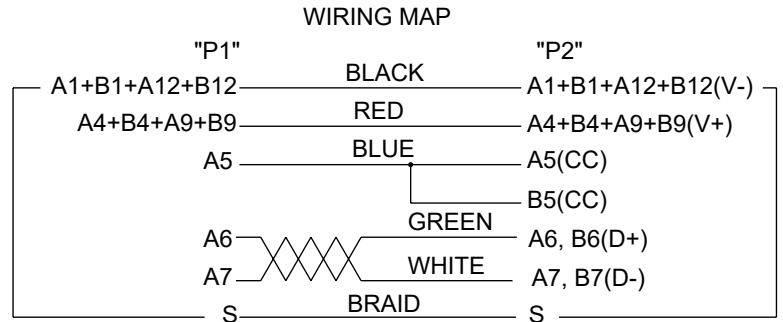 WIRING MAP
"P1" "P2"
A1+B1+A12+B12 BLACK A1+B1+A12+B12(V-)
A4+B4+A9+B9 RED A4+B4+A9+B9(V+)
A5 BLUE A5(CC)
B5(CC)
A6 GREEN A6, B6(D+)
A7 WHITE A7, B7(D-)
S BRAID S